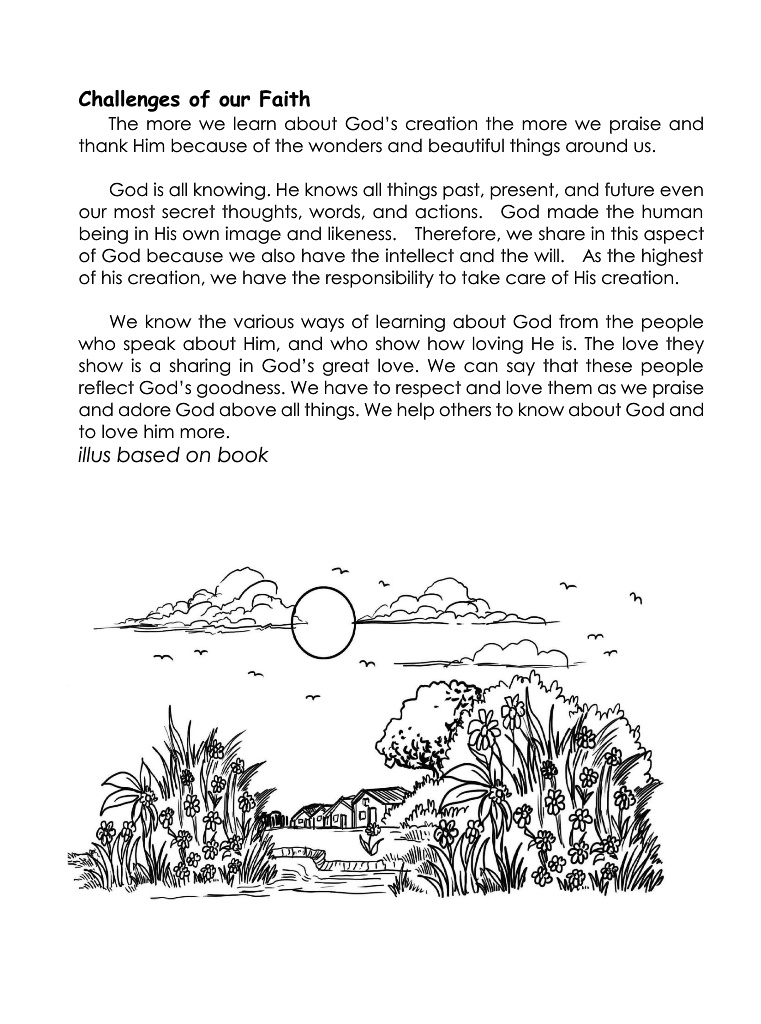 Challenges of our Faith
The more we learn about God's creation the more we praise and
thank Him because of the wonders and beautiful things around us.
God is all knowing. He knows all things past, present, and future even
our most secret thoughts, words, and actions. God made the human
being in His own image and likeness. Therefore, we share in this aspect
of God because we also have the intellect and the will. As the highest
of his creation, we have the responsibility to take care of His creation.
We know the various ways of learning about God from the people
who speak about Him, and who show how loving He is. The love they
show is a sharing in God's great love. We can say that these people
reflect God's goodness. We have to respect and love them as we praise
and adore God above all things. We help others to know about God and
to love him more.
illus based on book